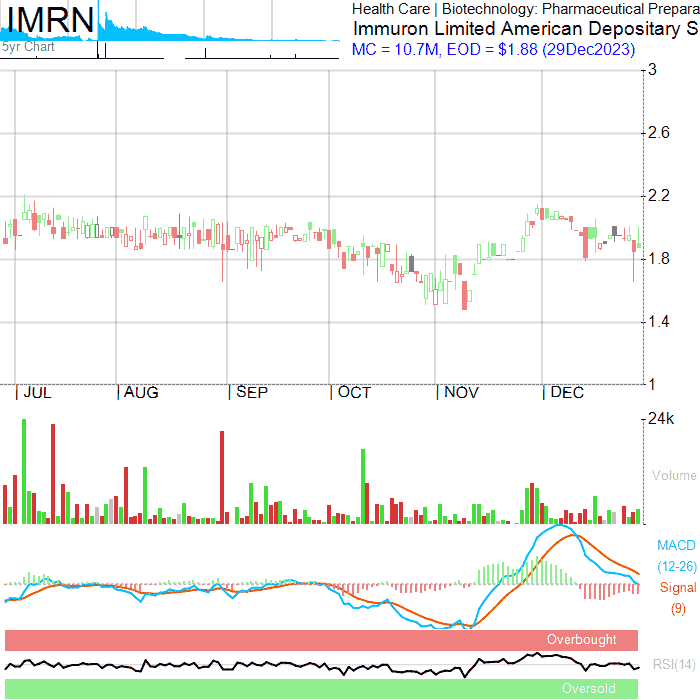 IMRN
5yr Chart
Health Care | Biotechnology: Pharmaceutical Prepara
Immuron Limited American Depositary S
MC = 10.7M, EOD = $1.88 (29Dec2023)
3
2.6
2.2
1.8
1.4
1
JUL AUG SEP OCT NOV DEC
24k
Volume
MACD
(12-26)
Signal
(9)
Overbought
RSI(14)
Oversold